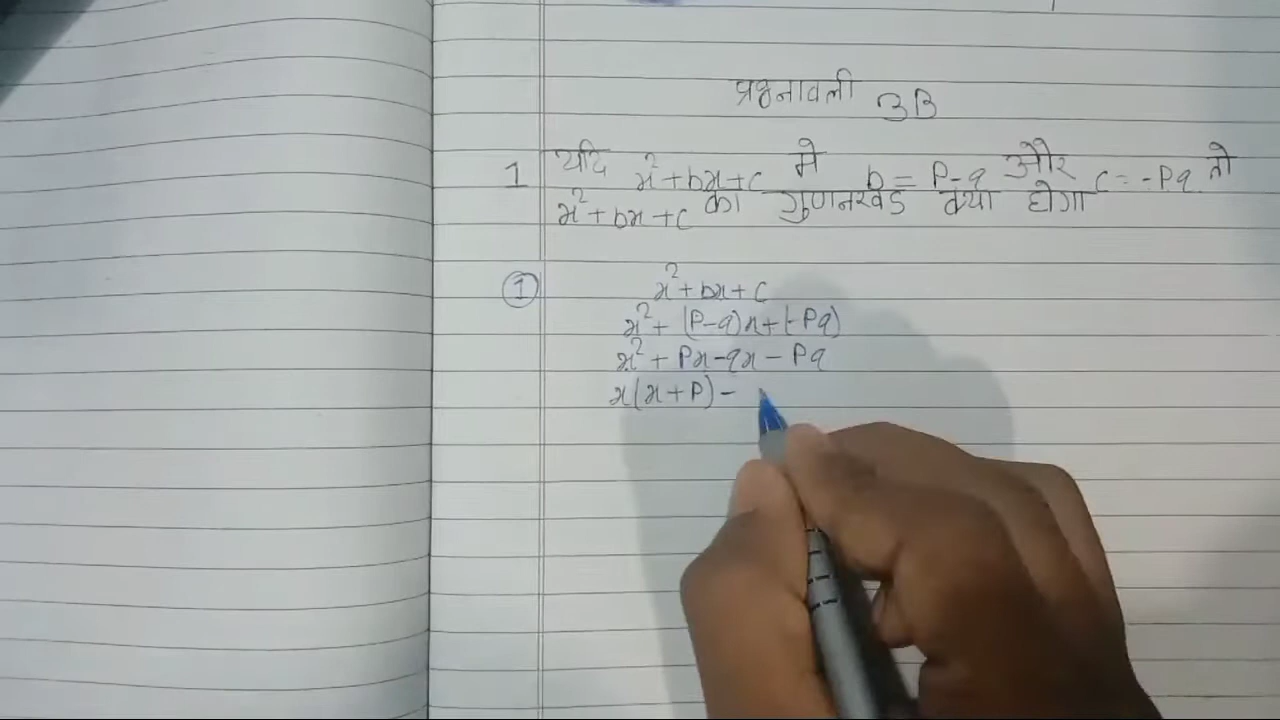 प्रश्नावली 3B
1 यदि x²+bx+c मे b = P-q और c = -Pq तो
x²+bx+c का गुणनखंड क्या होगा
① x²+bx+c
x²+(P-q)x+(-Pq)
x²+Px-qx-Pq
x(x+P)-